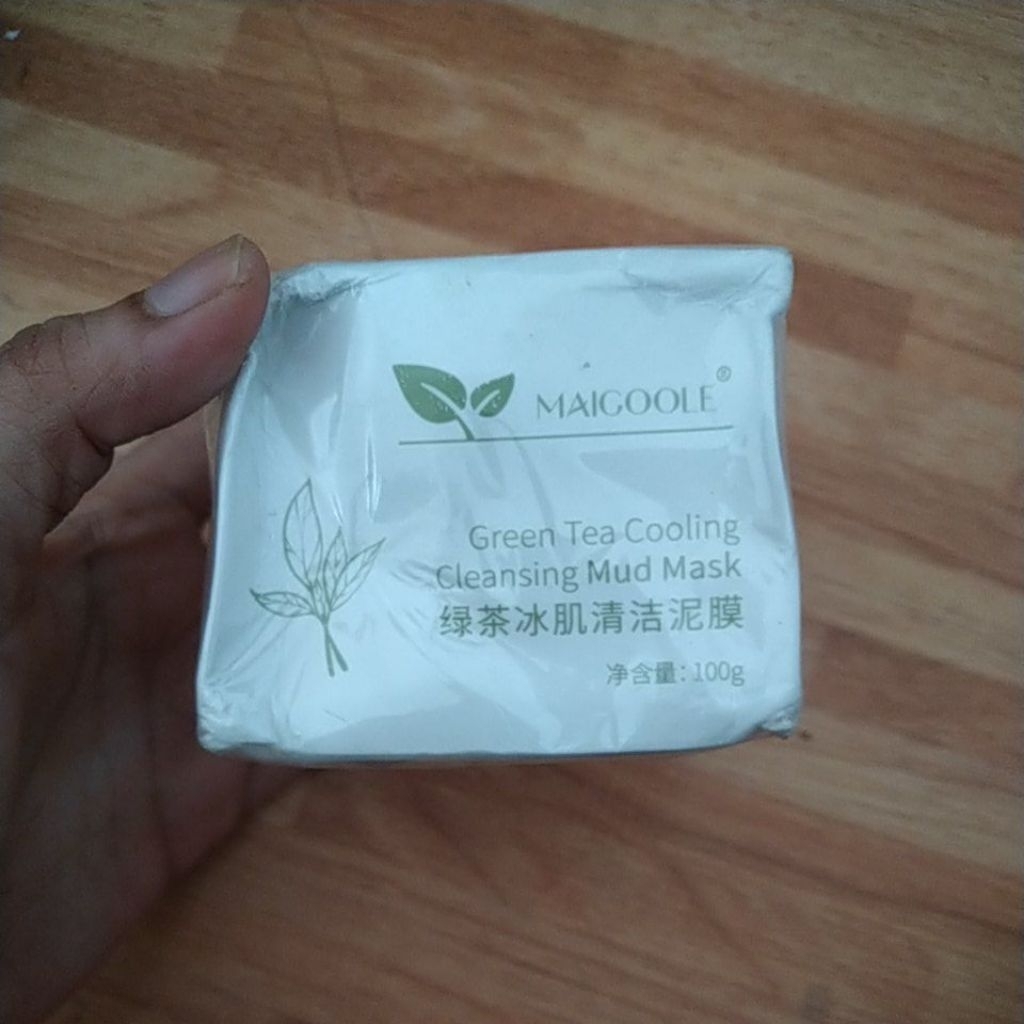 MAIGOOLE®
Green Tea Cooling
Cleansing Mud Mask
绿茶冰肌清洁泥膜
净含量: 100g